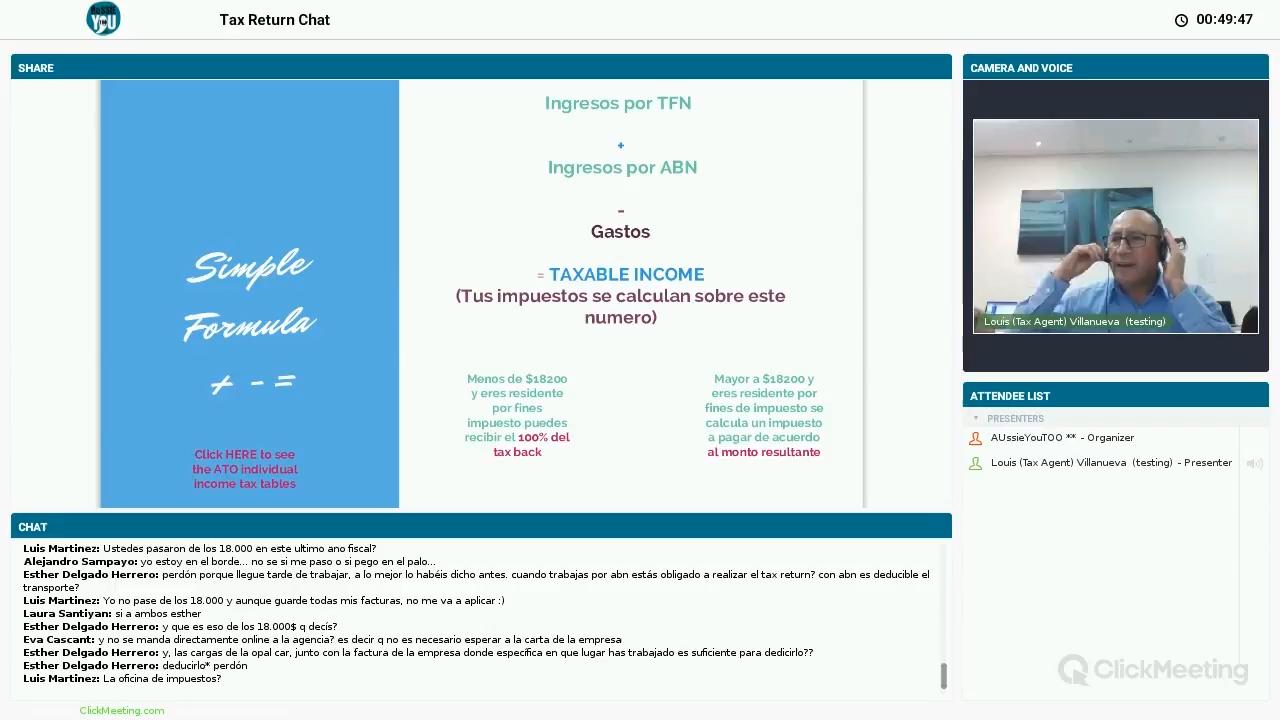 AUSSIE
YOU
TOO
Tax Return Chat
00:49:47
SHARE
Simple
Formula
+ - =
Click HERE to see
the ATO individual
income tax tables
Ingresos por TFN
+
Ingresos por ABN
-
Gastos
= TAXABLE INCOME
(Tus impuestos se calculan sobre este
numero)
Menos de $18200
y eres residente
por fines
impuesto puedes
recibir el 100% del
tax back
Mayor a $18200 y
eres residente por
fines de impuesto se
calcula un impuesto
a pagar de acuerdo
al monto resultante
CAMERA AND VOICE
Louis (Tax Agent) Villanueva (testing)
ATTENDEE LIST
PRESENTERS
AUssieYouTOO ** - Organizer
Louis (Tax Agent) Villanueva (testing) - Presenter
CHAT
Luis Martinez: Ustedes pasaron de los 18.000 en este ultimo ano fiscal?
Alejandro Sampayo: yo estoy en el borde... no se si me paso o si pego en el palo...
Esther Delgado Herrero: perdón porque llegue tarde de trabajar, a lo mejor lo habéis dicho antes. cuando trabajas por abn estás obligado a realizar el tax return? con abn es deducible el
transporte?
Luis Martinez: Yo no pase de los 18.000 y aunque guarde todas mis facturas, no me va a aplicar :)
Laura Santiyan: si a ambos esther
Esther Delgado Herrero: y que es eso de los 18.000$ q decís?
Eva Cascant: y no se manda directamente online a la agencia? es decir q no es necesario esperar a la carta de la empresa
Esther Delgado Herrero: y, las cargas de la opal car, junto con la factura de la empresa donde específica en que lugar has trabajado es suficiente para dedicirlo??
Esther Delgado Herrero: deducirlo* perdón
Luis Martinez: La oficina de impuestos?
ClickMeeting
ClickMeeting.com